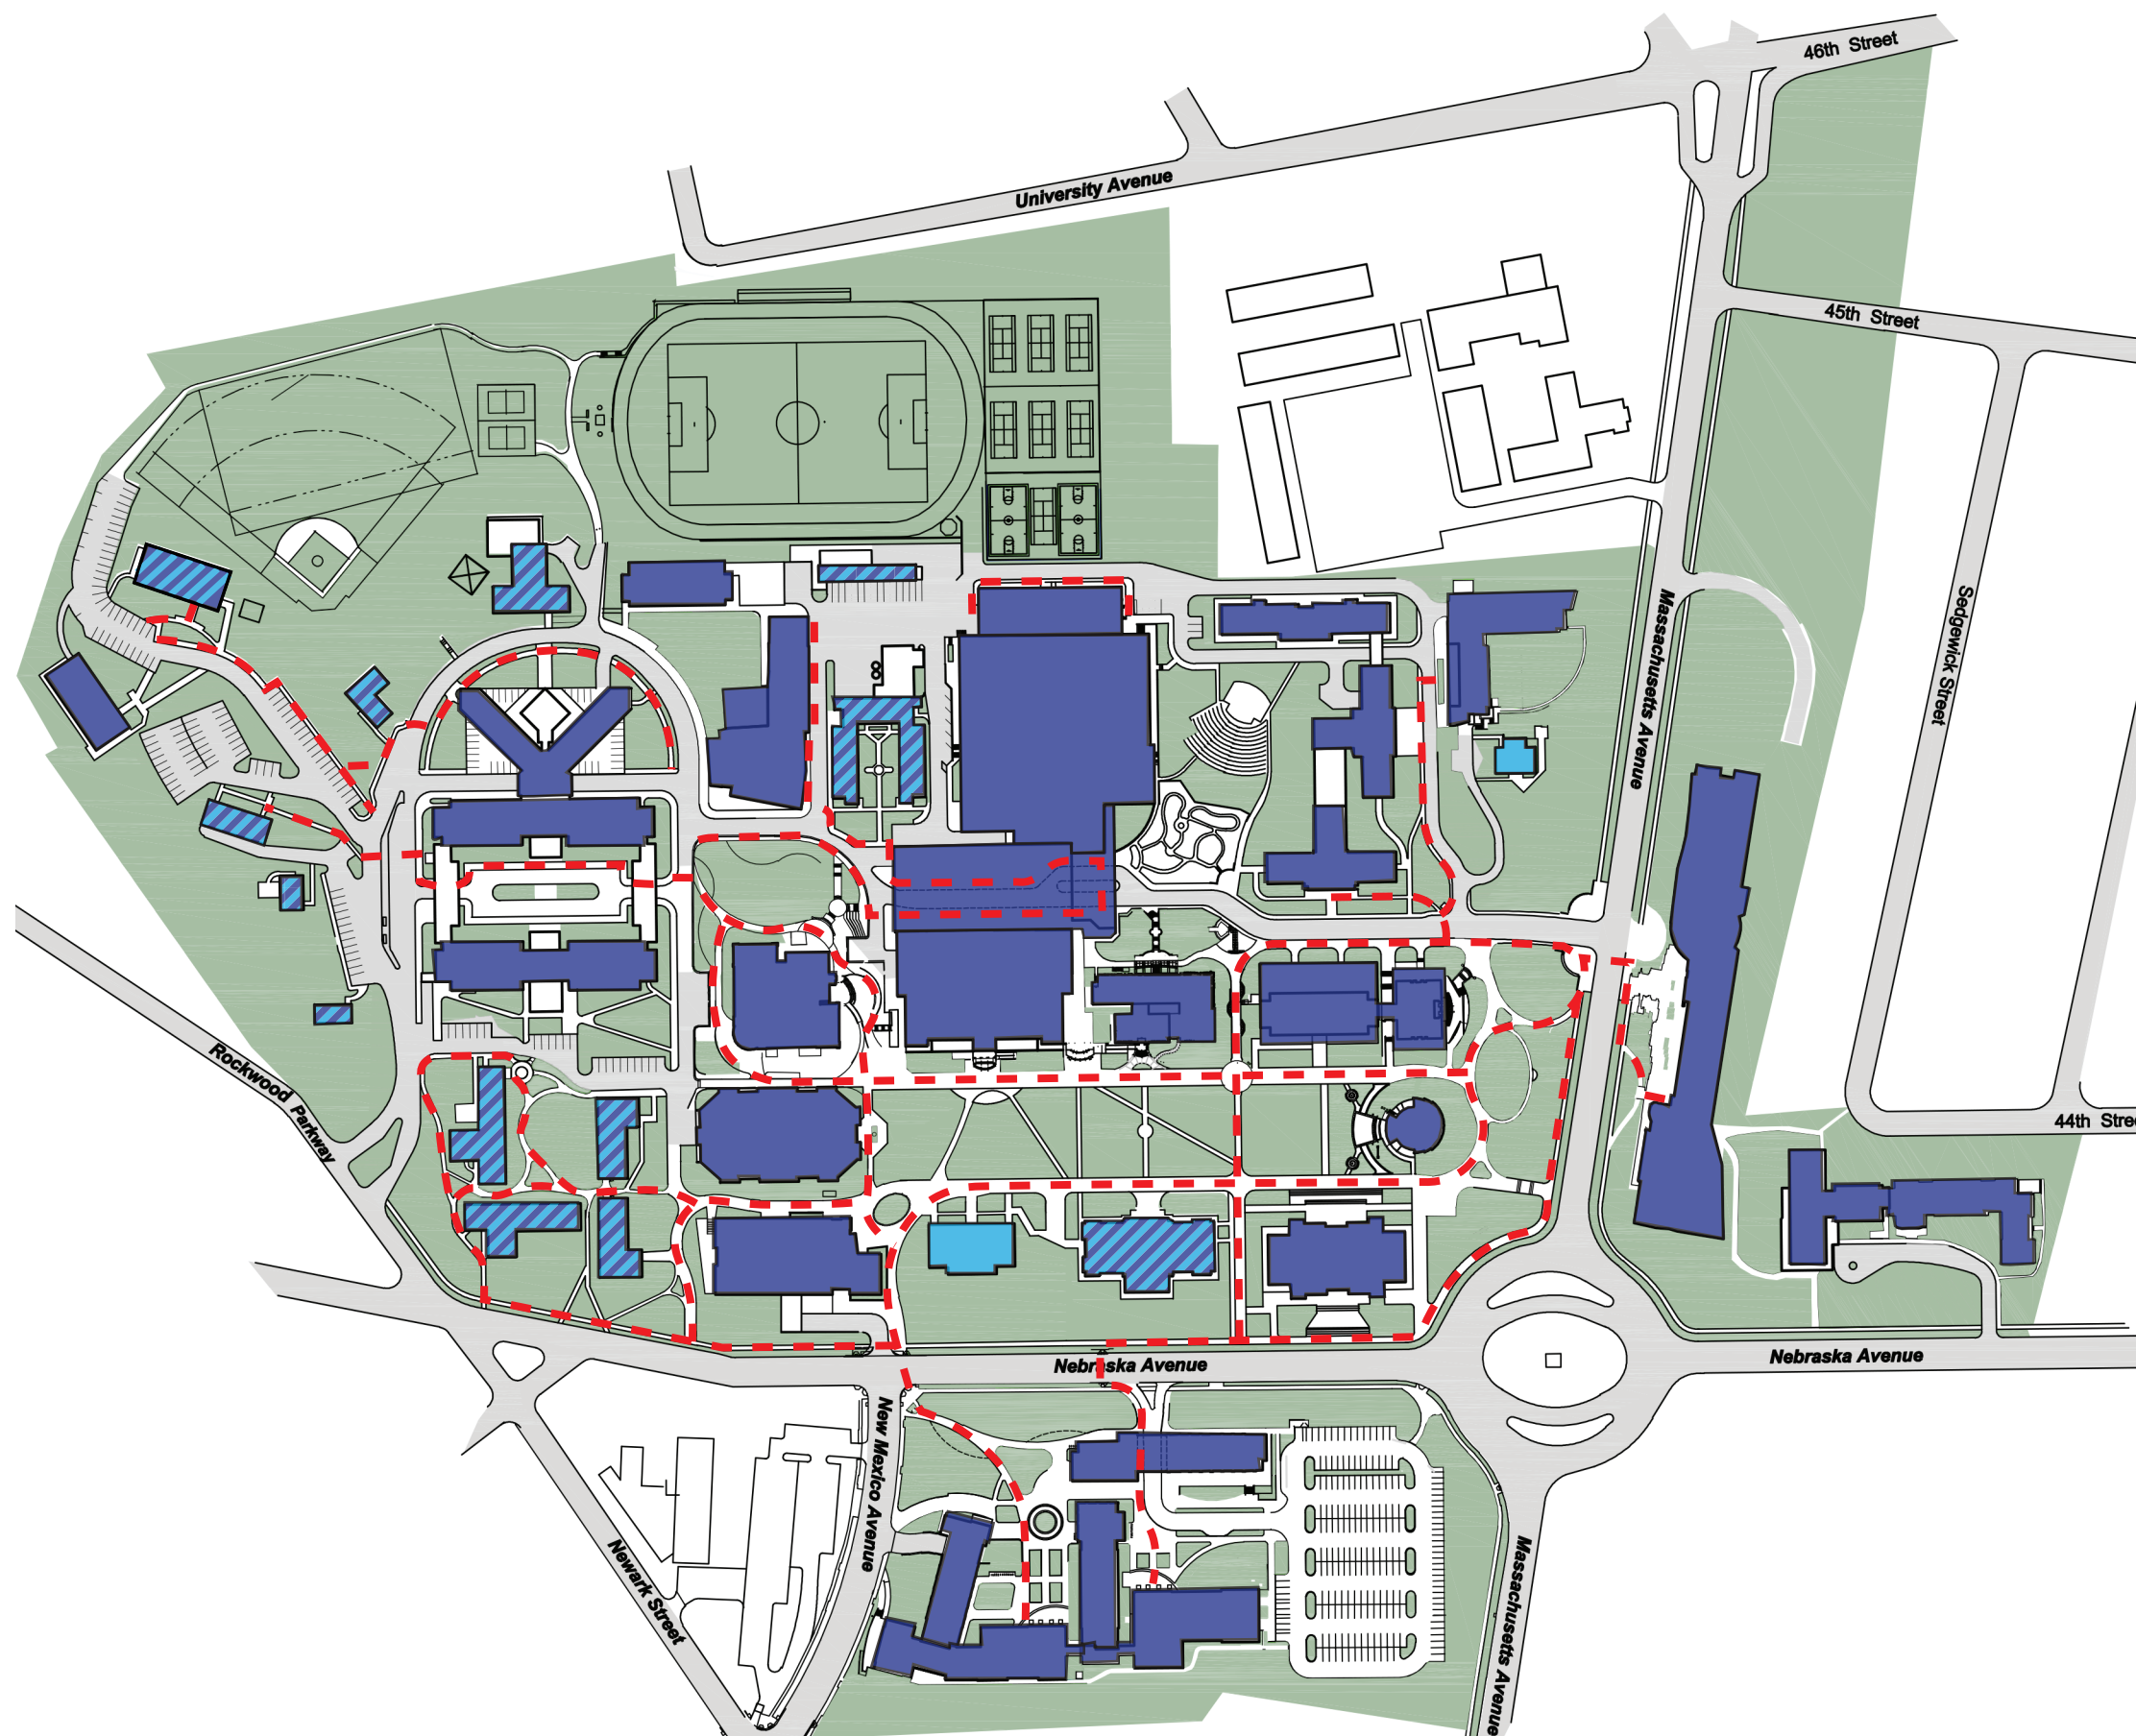 46th Street
University Avenue
45th Street
Massachusetts Avenue
Sedgewick Street
Rockwood Parkway
44th Stree
Nebraska Avenue
Nebraska Avenue
New Mexico Avenue
Newark Street
Massachusetts Avenue